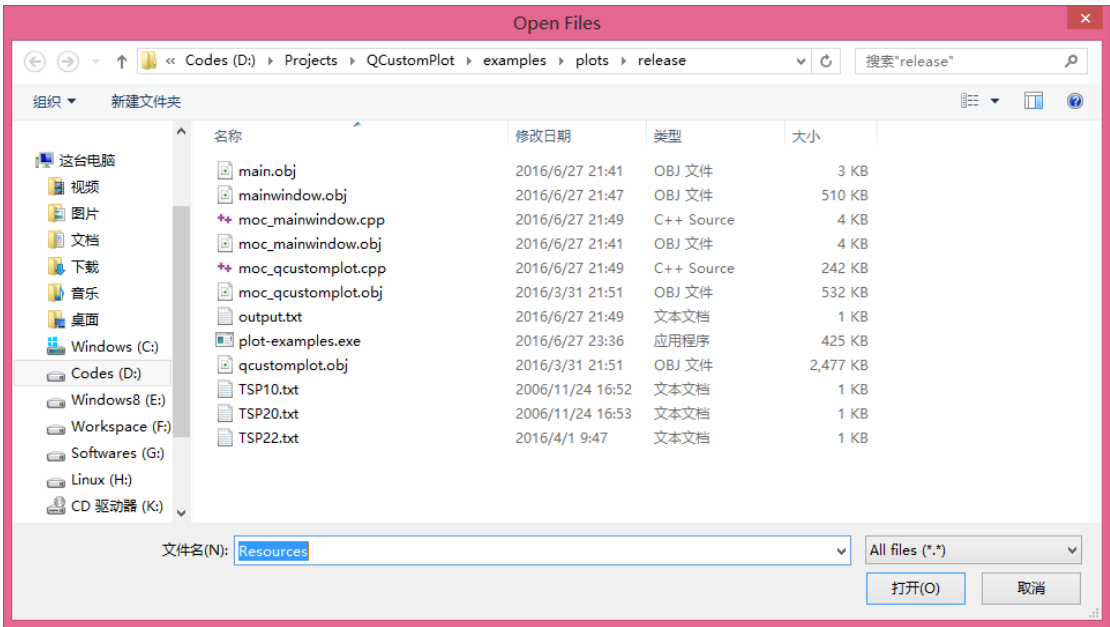 Open Files
« Codes (D:) Projects QCustomPlot examples plots release
搜索"release"
组织 新建文件夹
名称 修改日期 类型 大小
这台电脑
视频
图片
文档
下载
音乐
桌面
Windows (C:)
Codes (D:)
Windows8 (E:)
Workspace (F:)
Softwares (G:)
Linux (H:)
CD 驱动器 (K:)
main.obj 2016/6/27 21:41 OBJ 文件 3 KB
mainwindow.obj 2016/6/27 21:47 OBJ 文件 510 KB
moc_mainwindow.cpp 2016/6/27 21:49 C++ Source 4 KB
moc_mainwindow.obj 2016/6/27 21:41 OBJ 文件 4 KB
moc_qcustomplot.cpp 2016/6/27 21:49 C++ Source 242 KB
moc_qcustomplot.obj 2016/3/31 21:51 OBJ 文件 532 KB
output.txt 2016/6/27 21:49 文本文档 1 KB
plot-examples.exe 2016/6/27 23:36 应用程序 425 KB
qcustomplot.obj 2016/3/31 21:51 OBJ 文件 2,477 KB
TSP10.txt 2006/11/24 16:52 文本文档 1 KB
TSP20.txt 2006/11/24 16:53 文本文档 1 KB
TSP22.txt 2016/4/1 9:47 文本文档 1 KB
文件名(N): Resources
All files (*.*)
打开(O) 取消